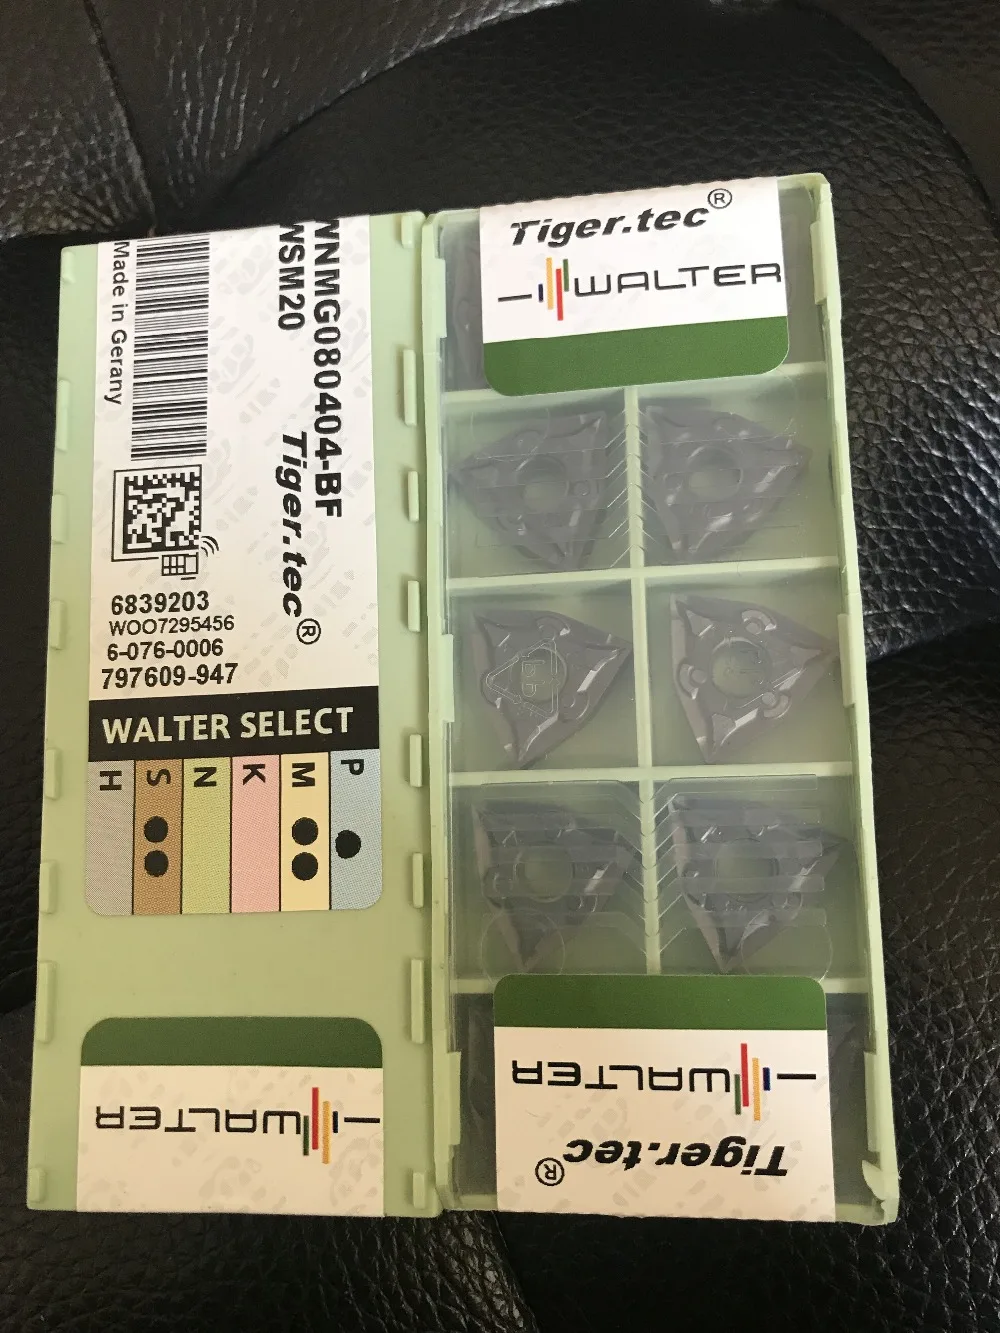 WNMG080404-BF
WSM20
Tiger.tec®
Made in Gerany
6839203
WOO7295456
6-076-0006
797609-947
WALTER SELECT
H S N K M P
WALTER
Tiger.tec®
WALTER
WALTER
Tiger.tec®